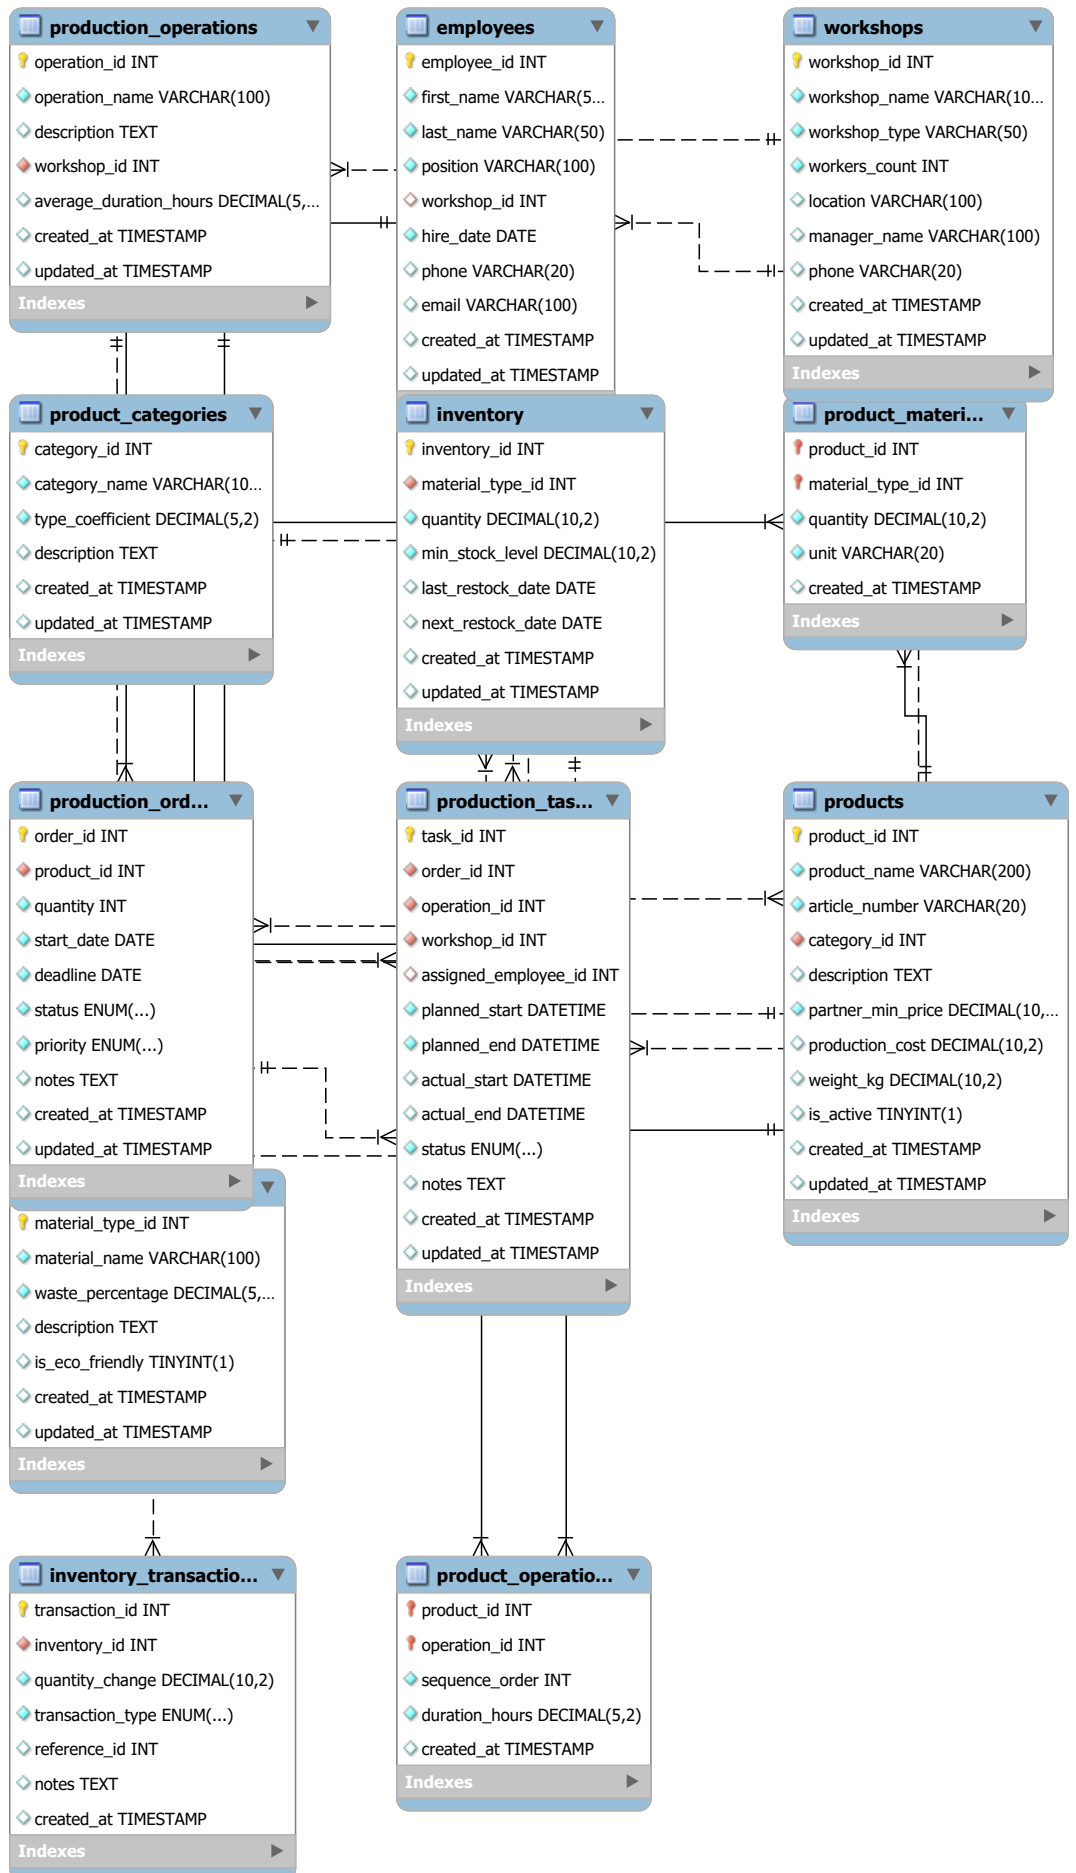 production_operations
operation_id INT
operation_name VARCHAR(100)
description TEXT
workshop_id INT
average_duration_hours DECIMAL(5,...
created_at TIMESTAMP
updated_at TIMESTAMP
Indexes
employees
employee_id INT
first_name VARCHAR(5...
last_name VARCHAR(50)
position VARCHAR(100)
workshop_id INT
hire_date DATE
phone VARCHAR(20)
email VARCHAR(100)
created_at TIMESTAMP
updated_at TIMESTAMP
workshops
workshop_id INT
workshop_name VARCHAR(10...
workshop_type VARCHAR(50)
workers_count INT
location VARCHAR(100)
manager_name VARCHAR(100)
phone VARCHAR(20)
created_at TIMESTAMP
updated_at TIMESTAMP
Indexes
product_categories
category_id INT
category_name VARCHAR(10...
type_coefficient DECIMAL(5,2)
description TEXT
created_at TIMESTAMP
updated_at TIMESTAMP
Indexes
inventory
inventory_id INT
material_type_id INT
quantity DECIMAL(10,2)
min_stock_level DECIMAL(10,2)
last_restock_date DATE
next_restock_date DATE
created_at TIMESTAMP
updated_at TIMESTAMP
Indexes
product_materi...
product_id INT
material_type_id INT
quantity DECIMAL(10,2)
unit VARCHAR(20)
created_at TIMESTAMP
Indexes
production_ord...
order_id INT
product_id INT
quantity INT
start_date DATE
deadline DATE
status ENUM(...)
priority ENUM(...)
notes TEXT
created_at TIMESTAMP
updated_at TIMESTAMP
Indexes
production_tas...
task_id INT
order_id INT
operation_id INT
workshop_id INT
assigned_employee_id INT
planned_start DATETIME
planned_end DATETIME
actual_start DATETIME
actual_end DATETIME
status ENUM(...)
notes TEXT
created_at TIMESTAMP
updated_at TIMESTAMP
Indexes
products
product_id INT
product_name VARCHAR(200)
article_number VARCHAR(20)
category_id INT
description TEXT
partner_min_price DECIMAL(10,...
production_cost DECIMAL(10,2)
weight_kg DECIMAL(10,2)
is_active TINYINT(1)
created_at TIMESTAMP
updated_at TIMESTAMP
Indexes
material_type_id INT
material_name VARCHAR(100)
waste_percentage DECIMAL(5,...
description TEXT
is_eco_friendly TINYINT(1)
created_at TIMESTAMP
updated_at TIMESTAMP
Indexes
inventory_transactio...
transaction_id INT
inventory_id INT
quantity_change DECIMAL(10,2)
transaction_type ENUM(...)
reference_id INT
notes TEXT
created_at TIMESTAMP
Indexes
product_operatio...
product_id INT
operation_id INT
sequence_order INT
duration_hours DECIMAL(5,2)
created_at TIMESTAMP
Indexes